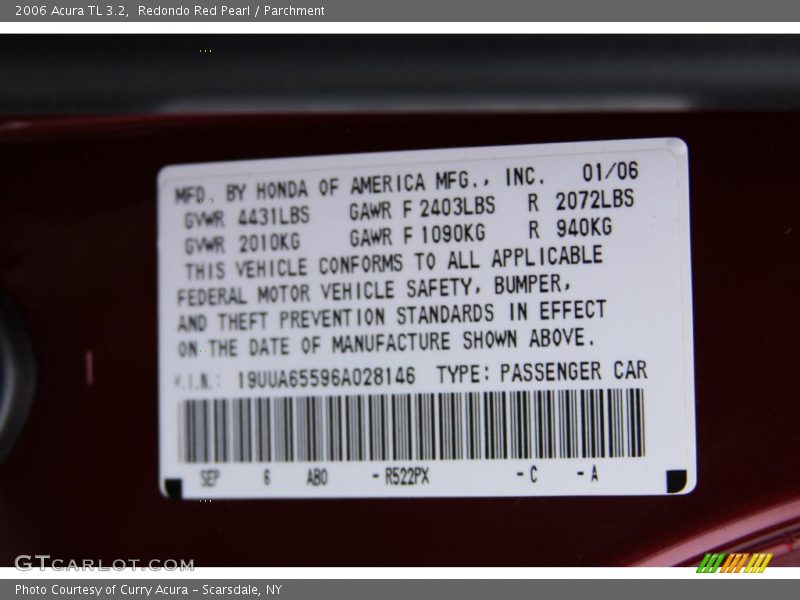 2006 Acura TL 3.2,  Redondo Red Pearl / Parchment
MFD. BY HONDA OF AMERICA MFG., INC. 01/06
GVWR 4431LBS GAWR F 2403LBS R 2072LBS
GVWR 2010KG GAWR F 1090KG R 940KG
THIS VEHICLE CONFORMS TO ALL APPLICABLE
FEDERAL MOTOR VEHICLE SAFETY, BUMPER,
AND THEFT PREVENTION STANDARDS IN EFFECT
ON THE DATE OF MANUFACTURE SHOWN ABOVE.
V.I.N.: 19UUA65596A028146 TYPE: PASSENGER CAR
SEP 6 AB0 - R522PX - C - A
GTCARLOT.COM
Photo Courtesy of Curry Acura - Scarsdale, NY